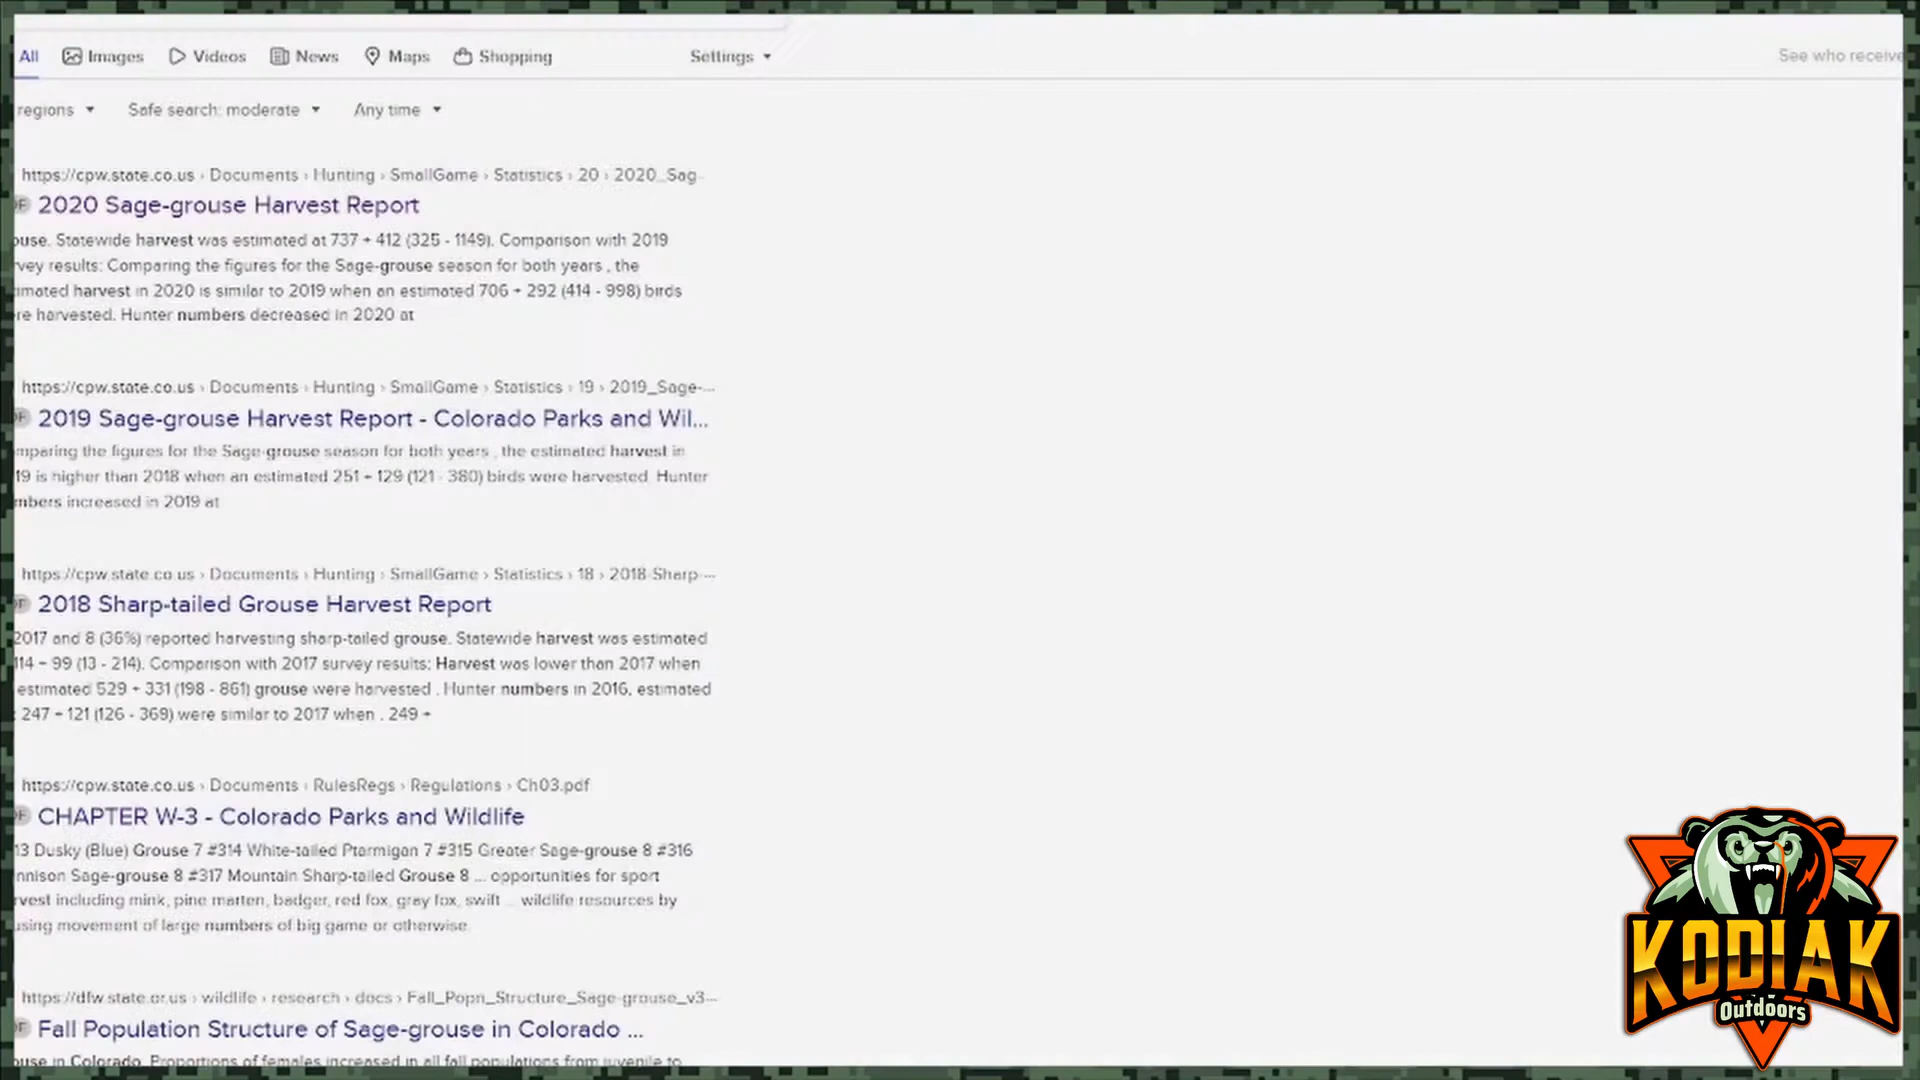 All Images Videos News Maps Shopping Settings See who receive
regions Safe search: moderate Any time
https://cpw.state.co.us › Documents › Hunting › SmallGame › Statistics › 20 › 2020_Sag
2020 Sage-grouse Harvest Report
ouse. Statewide harvest was estimated at 737 + 412 (325 - 1149). Comparison with 2019
rvey results: Comparing the figures for the Sage-grouse season for both years , the
imated harvest in 2020 is similar to 2019 when an estimated 706 + 292 (414 - 998) birds
re harvested. Hunter numbers decreased in 2020 at
https://cpw.state.co.us › Documents › Hunting › SmallGame › Statistics › 19 › 2019_Sage-...
2019 Sage-grouse Harvest Report - Colorado Parks and Wil...
mparing the figures for the Sage-grouse season for both years , the estimated harvest in
19 is higher than 2018 when an estimated 251 + 129 (121 - 380) birds were harvested. Hunter
mbers increased in 2019 at
https://cpw.state.co.us › Documents › Hunting › SmallGame › Statistics › 18 › 2018-Sharp-...
2018 Sharp-tailed Grouse Harvest Report
2017 and 8 (36%) reported harvesting sharp-tailed grouse. Statewide harvest was estimated
114 + 99 (13 - 214). Comparison with 2017 survey results: Harvest was lower than 2017 when
estimated 529 + 331 (198 - 861) grouse were harvested . Hunter numbers in 2016, estimated
247 + 121 (126 - 369) were similar to 2017 when . 249 +
https://cpw.state.co.us › Documents › RulesRegs › Regulations › Ch03.pdf
CHAPTER W-3 - Colorado Parks and Wildlife
13 Dusky (Blue) Grouse 7 #314 White-tailed Ptarmigan 7 #315 Greater Sage-grouse 8 #316
nnison Sage-grouse 8 #317 Mountain Sharp-tailed Grouse 8 ... opportunities for sport
rvest including mink, pine marten, badger, red fox, gray fox, swift ... wildlife resources by
using movement of large numbers of big game or otherwise.
https://dfw.state.or.us › wildlife › research › docs › Fall_Popn_Structure_Sage-grouse_v3-...
Fall Population Structure of Sage-grouse in Colorado ...
ouse in Colorado. Proportions of females increased in all fall populations from juvenile to
KODIAK
Outdoors